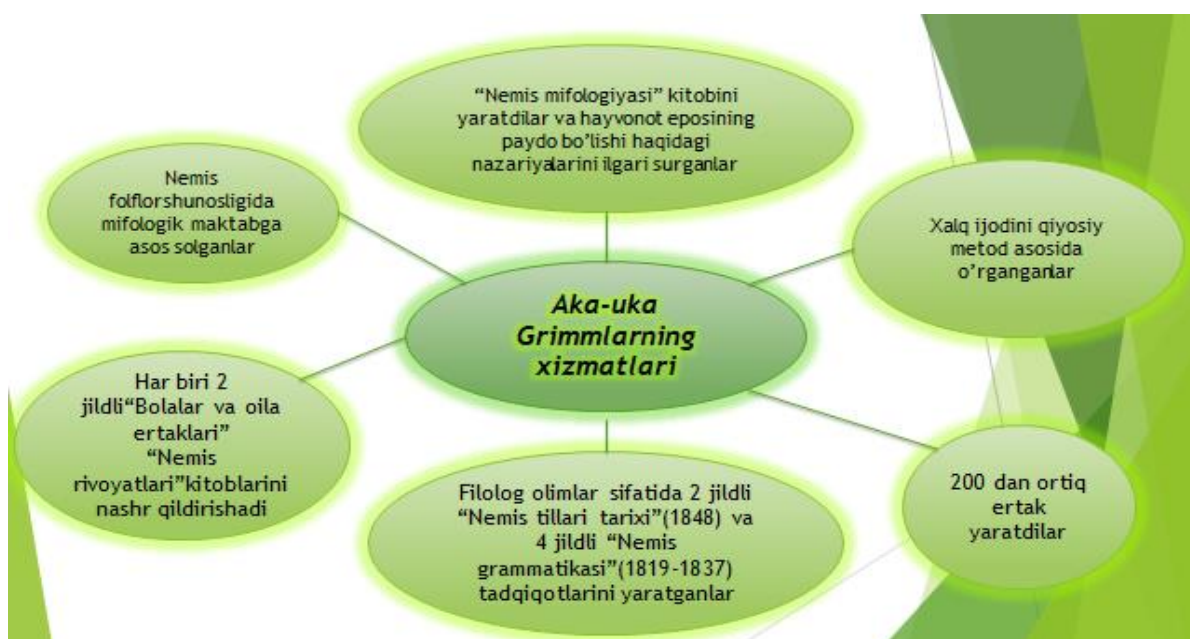 “Nemis mifologiyasi” kitobini
yaratdilar va hayvonot eposining
paydo bo’lishi haqidagi
nazariyalarini ilgari surganlar
Nemis
folflorshunosligida
mifologik maktabga
asos solganlar
Xalq ijodini qiyosiy
metod asosida
o’rganganlar
Aka-uka
Grimmlarning
xizmatlari
Har biri 2
jildli“Bolalar va oila
ertaklari”
“Nemis
rivoyatlari”kitoblarini
nashr qildirishadi
Filolog olimlar sifatida 2 jildli
“Nemis tillari tarixi”(1848) va
4 jildli “Nemis
grammatikasi”(1819-1837)
tadqiqotlarini yaratganlar
200 dan ortiq
ertak
yaratdilar